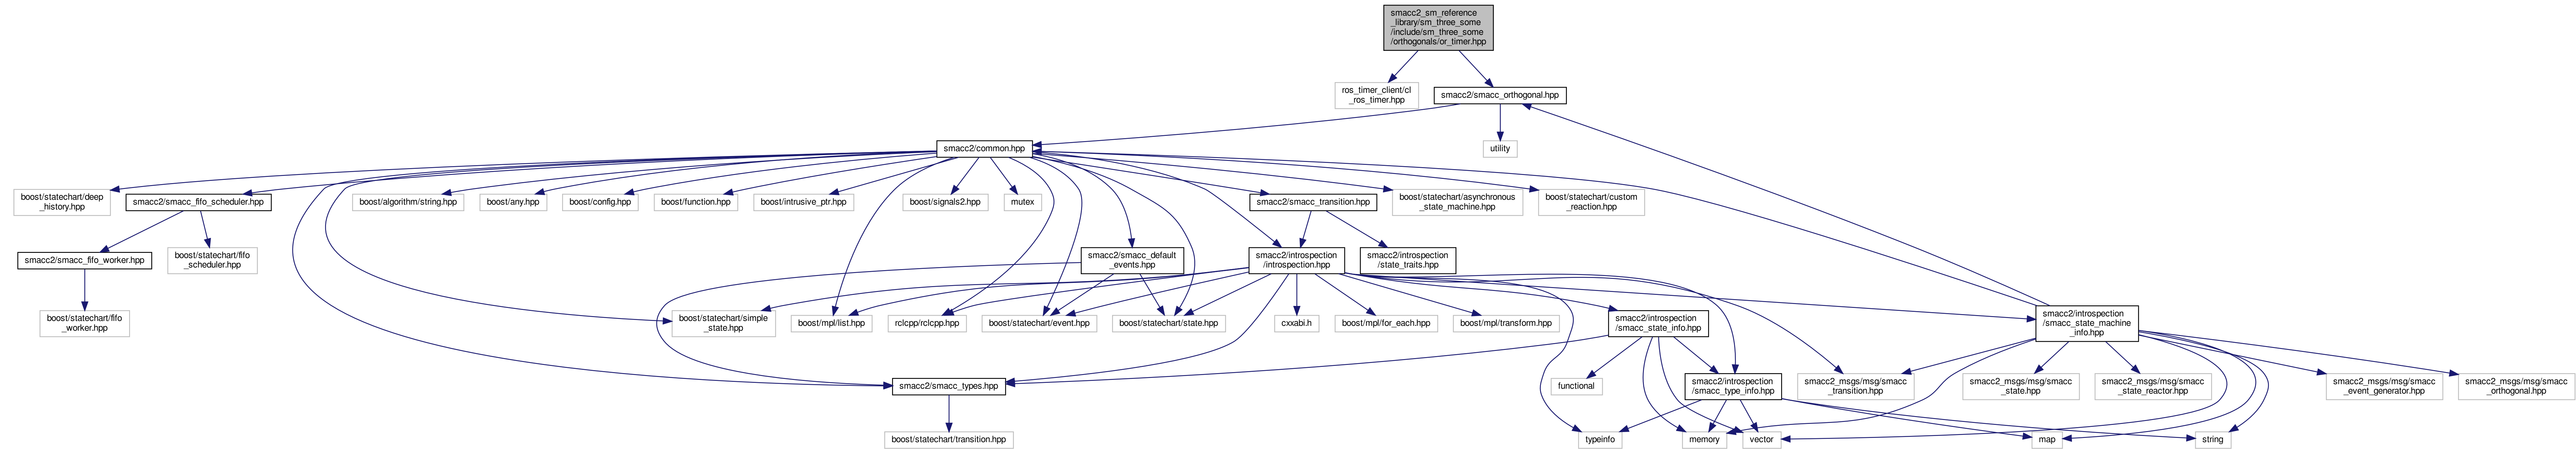 smacc2_sm_reference
_library/sm_three_some
/include/sm_three_some
/orthogonals/or_timer.hpp
ros_timer_client/cl
_ros_timer.hpp
smacc2/smacc_orthogonal.hpp
smacc2/common.hpp
utility
boost/statechart/deep
_history.hpp
smacc2/smacc_fifo_scheduler.hpp
boost/algorithm/string.hpp
boost/any.hpp
boost/config.hpp
boost/function.hpp
boost/intrusive_ptr.hpp
boost/signals2.hpp
mutex
smacc2/smacc_transition.hpp
boost/statechart/asynchronous
_state_machine.hpp
boost/statechart/custom
_reaction.hpp
smacc2/smacc_fifo_worker.hpp
boost/statechart/fifo
_scheduler.hpp
smacc2/smacc_default
_events.hpp
smacc2/introspection
/introspection.hpp
smacc2/introspection
/state_traits.hpp
boost/statechart/fifo
_worker.hpp
boost/statechart/simple
_state.hpp
boost/mpl/list.hpp
rclcpp/rclcpp.hpp
boost/statechart/event.hpp
boost/statechart/state.hpp
cxxabi.h
boost/mpl/for_each.hpp
boost/mpl/transform.hpp
smacc2/introspection
/smacc_state_info.hpp
smacc2/introspection
/smacc_state_machine
_info.hpp
smacc2/smacc_types.hpp
functional
smacc2/introspection
/smacc_type_info.hpp
smacc2_msgs/msg/smacc
_transition.hpp
smacc2_msgs/msg/smacc
_state.hpp
smacc2_msgs/msg/smacc
_state_reactor.hpp
smacc2_msgs/msg/smacc
_event_generator.hpp
smacc2_msgs/msg/smacc
_orthogonal.hpp
boost/statechart/transition.hpp
typeinfo
memory
vector
map
string